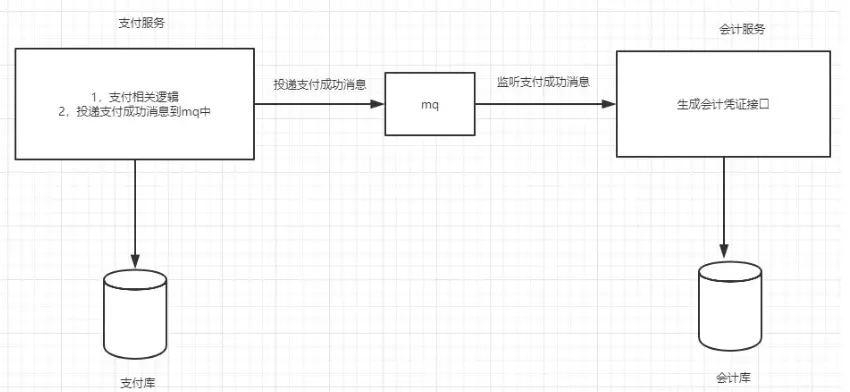 支付服务
会计服务
1，支付相关逻辑
2，投递支付成功消息到mq中
投递支付成功消息
mq
监听支付成功消息
生成会计凭证接口
支付库
会计库